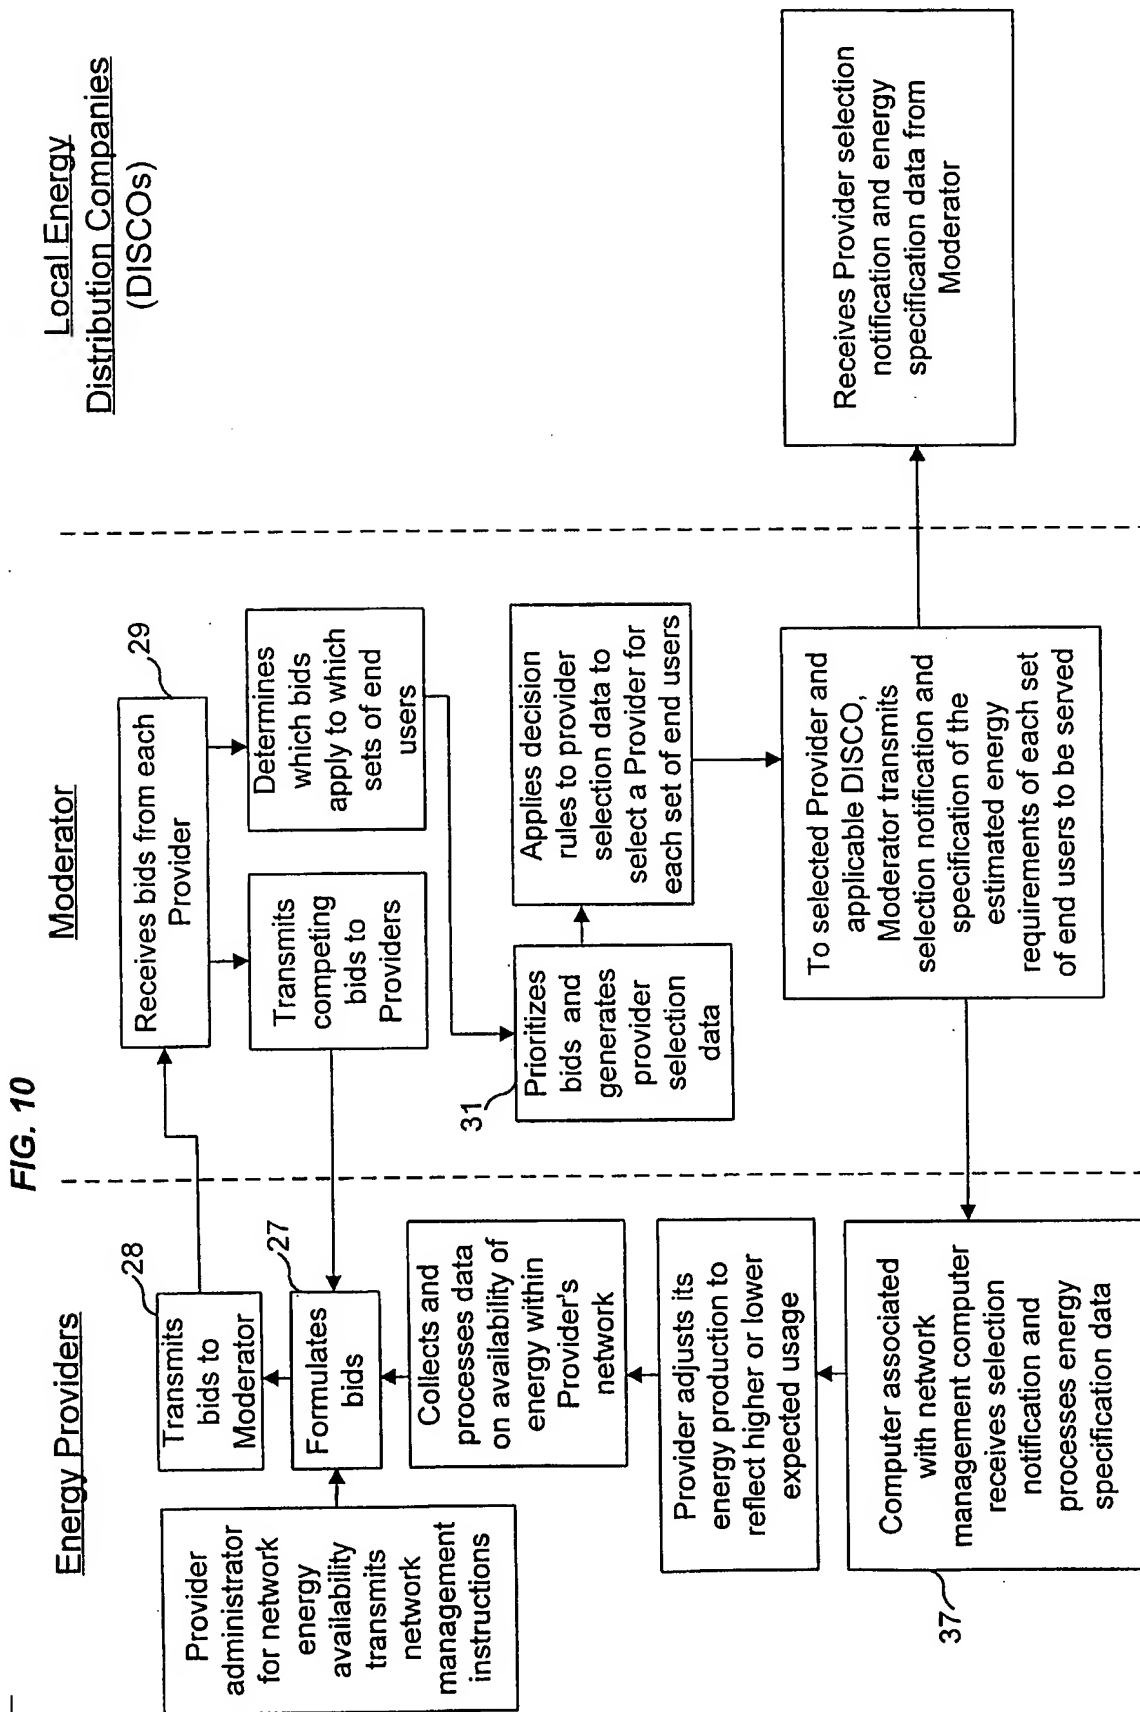 FIG. 10
Energy Providers
Moderator
Local Energy
Distribution Companies
(DISCOs)
Provider
administrator
for network
energy
availability
transmits
network
management
instructions
28
Transmits
bids to
Moderator
27
Formulates
bids
Collects and
processes data
on availability of
energy within
Provider's
network
Provider adjusts its
energy production to
reflect higher or lower
expected usage
Computer associated
with network
management computer
receives selection
notification and
processes energy
specification data
37
29
Receives bids from each
Provider
Transmits
competing
bids to
Providers
Determines
which bids
apply to which
sets of end
users
31
Prioritizes
bids and
generates
provider
selection
data
Applies decision
rules to provider
selection data to
select a Provider for
each set of end users
To selected Provider and
applicable DISCO,
Moderator transmits
selection notification and
specification of the
estimated energy
requirements of each set
of end users to be served
Receives Provider selection
notification and energy
specification data from
Moderator